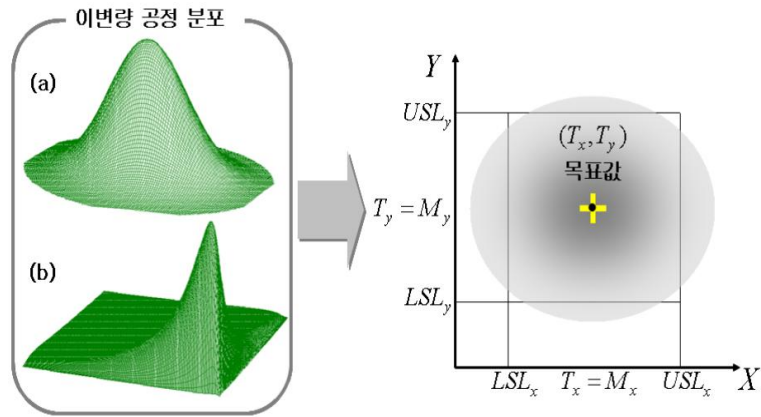 이변량 공정 분포
(a)
(b)
Y
USL_y
(T_x, T_y)
목표값
T_y = M_y
LSL_y
LSL_x
T_x = M_x
USL_x
X